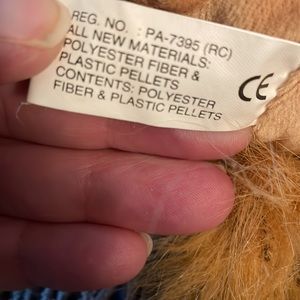 REG. NO. : PA-7395 (RC)
ALL NEW MATERIALS:
POLYESTER FIBER &
PLASTIC PELLETS
CONTENTS: POLYESTER
FIBER & PLASTIC PELLETS
CE